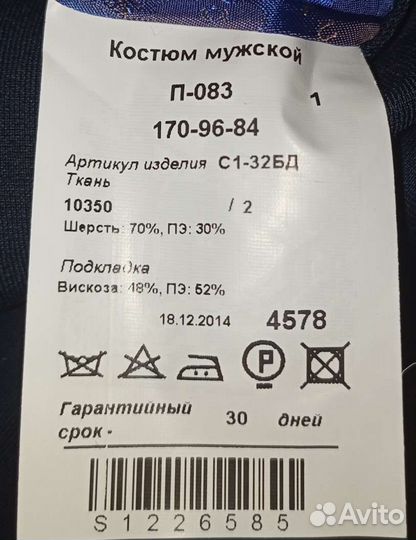 Костюм мужской
П-083
1
170-96-84
Артикул изделия С1-32БД
Ткань
10350 / 2
Шерсть: 70%, ПЭ: 30%
Подкладка
Вискоза: 48%, ПЭ: 52%
18.12.2014 4578
P
Гарантийный срок - 30 дней
S1226585
Avito